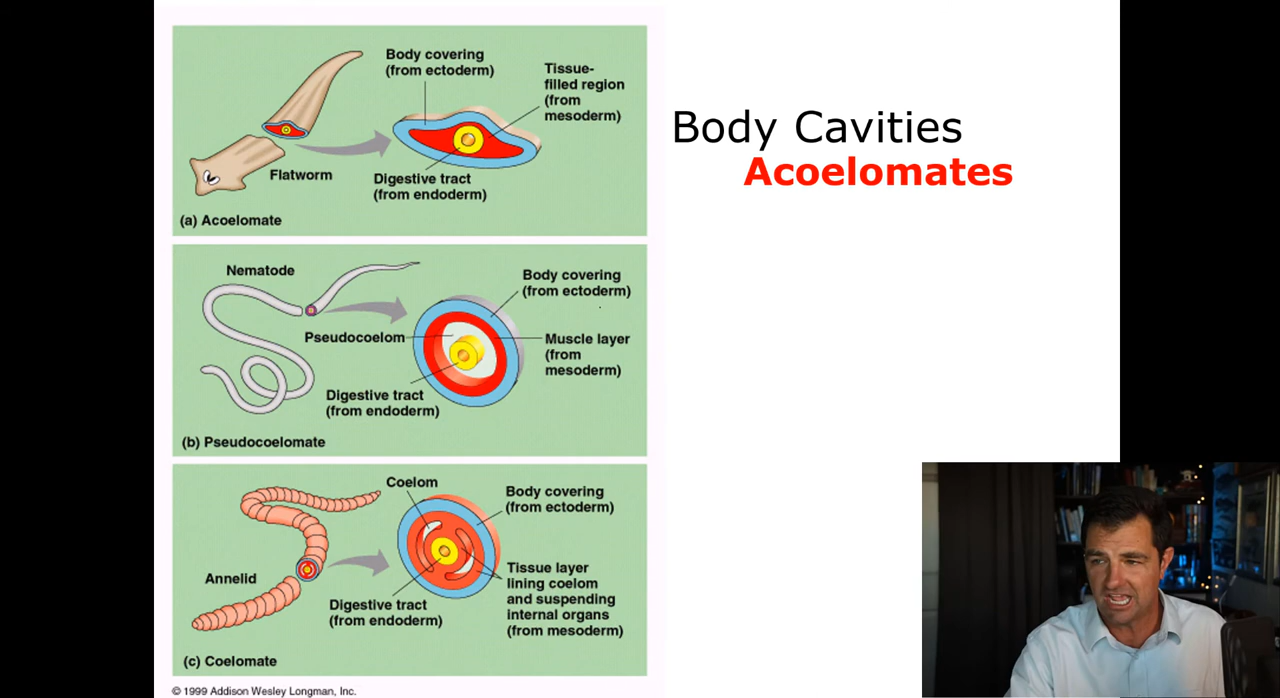 Body covering
(from ectoderm)
Tissue-
filled region
(from
mesoderm)
Flatworm
Digestive tract
(from endoderm)
(a) Acoelomate
Nematode
Body covering
(from ectoderm)
Pseudocoelom
Muscle layer
(from
mesoderm)
Digestive tract
(from endoderm)
(b) Pseudocoelomate
Coelom
Body covering
(from ectoderm)
Annelid
Tissue layer
lining coelom
and suspending
internal organs
(from mesoderm)
Digestive tract
(from endoderm)
(c) Coelomate
© 1999 Addison Wesley Longman, Inc.
Body Cavities
Acoelomates